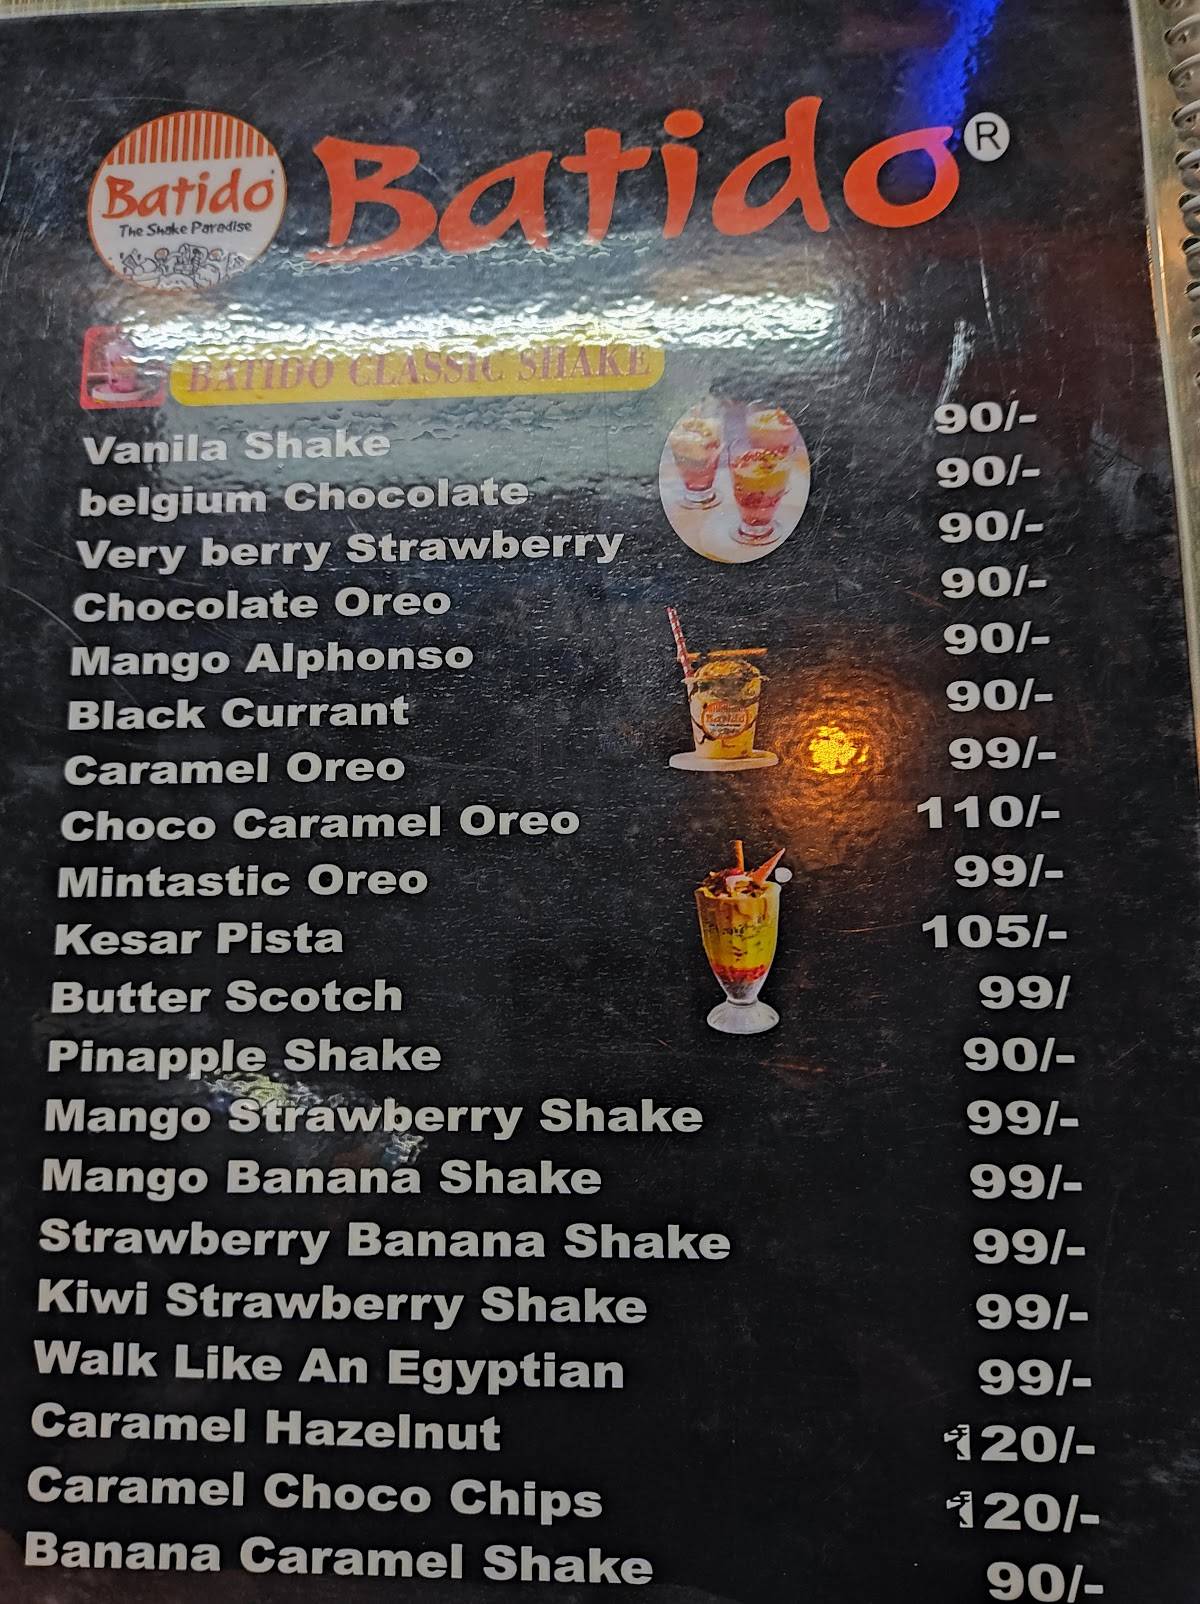 Batido
The Shake Paradise
Batido®
BATIDO CLASSIC SHAKE
Vanila Shake 90/-
belgium Chocolate 90/-
Very berry Strawberry 90/-
Chocolate Oreo 90/-
Mango Alphonso 90/-
Black Currant 90/-
Caramel Oreo 99/-
Choco Caramel Oreo 110/-
Mintastic Oreo 99/-
Kesar Pista 105/-
Butter Scotch 99/
Pinapple Shake 90/-
Mango Strawberry Shake 99/-
Mango Banana Shake 99/-
Strawberry Banana Shake 99/-
Kiwi Strawberry Shake 99/-
Walk Like An Egyptian 99/-
Caramel Hazelnut 120/-
Caramel Choco Chips 120/-
Banana Caramel Shake 90/-
Batido